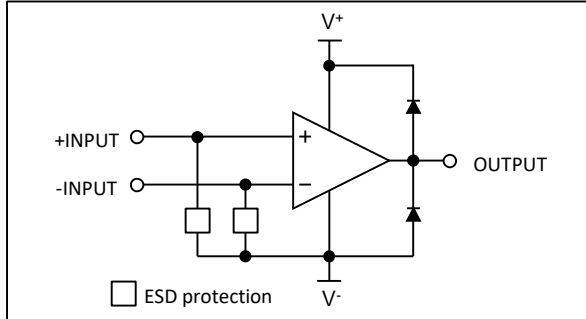 V⁺
+INPUT
+
-INPUT
−
OUTPUT
ESD protection
V⁻